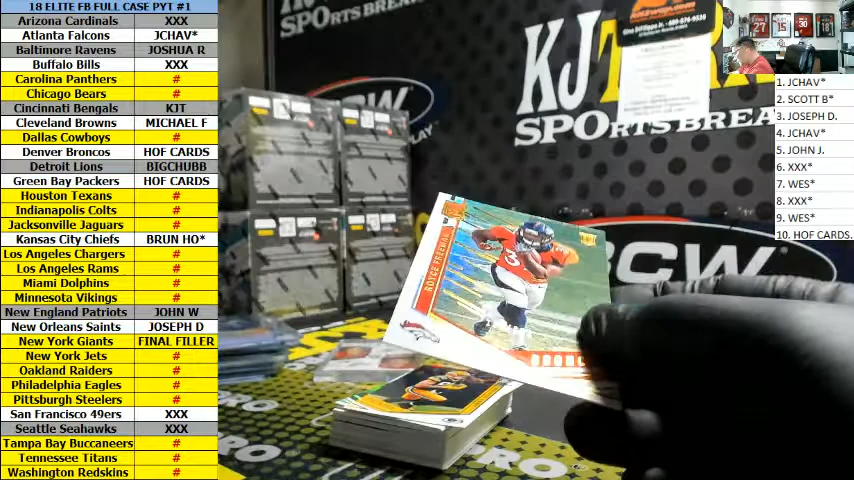 18 ELITE FB FULL CASE PYT #1
Arizona Cardinals XXX
Atlanta Falcons JCHAV*
Baltimore Ravens JOSHUA R
Buffalo Bills XXX
Carolina Panthers #
Chicago Bears #
Cincinnati Bengals KJT
Cleveland Browns MICHAEL F
Dallas Cowboys #
Denver Broncos HOF CARDS
Detroit Lions BIGCHUBB
Green Bay Packers HOF CARDS
Houston Texans #
Indianapolis Colts #
Jacksonville Jaguars #
Kansas City Chiefs BRUN HO*
Los Angeles Chargers #
Los Angeles Rams #
Miami Dolphins #
Minnesota Vikings #
New England Patriots JOHN W
New Orleans Saints JOSEPH D
New York Giants FINAL FILLER
New York Jets #
Oakland Raiders #
Philadelphia Eagles #
Pittsburgh Steelers #
San Francisco 49ers XXX
Seattle Seahawks XXX
Tampa Bay Buccaneers #
Tennessee Titans #
Washington Redskins #
SPORTS BREA
KJ
SPORTS BREA
ROYCE FREEMAN
BCW
PRO
1. JCHAV*
2. SCOTT B*
3. JOSEPH D.
4. JCHAV*
5. JOHN J.
6. XXX*
7. WES*
8. XXX*
9. WES*
10. HOF CARDS.